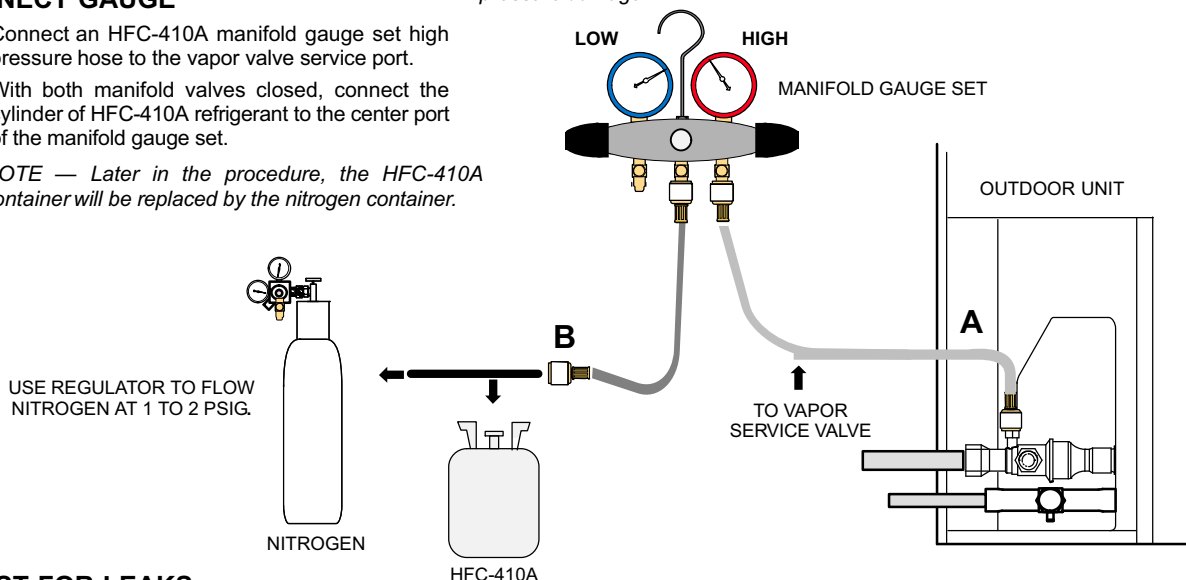 GAUGE
Connect an HFC-410A manifold gauge set high
pressure hose to the vapor valve service port.
With both manifold valves closed, connect the
cylinder of HFC-410A refrigerant to the center port
of the manifold gauge set.
NOTE — Later in the procedure, the HFC-410A
container will be replaced by the nitrogen container.
LOW
HIGH
MANIFOLD GAUGE SET
OUTDOOR UNIT
A
B
USE REGULATOR TO FLOW
NITROGEN AT 1 TO 2 PSIG.
TO VAPOR
SERVICE VALVE
NITROGEN
HFC-410A
FOR LEAKS